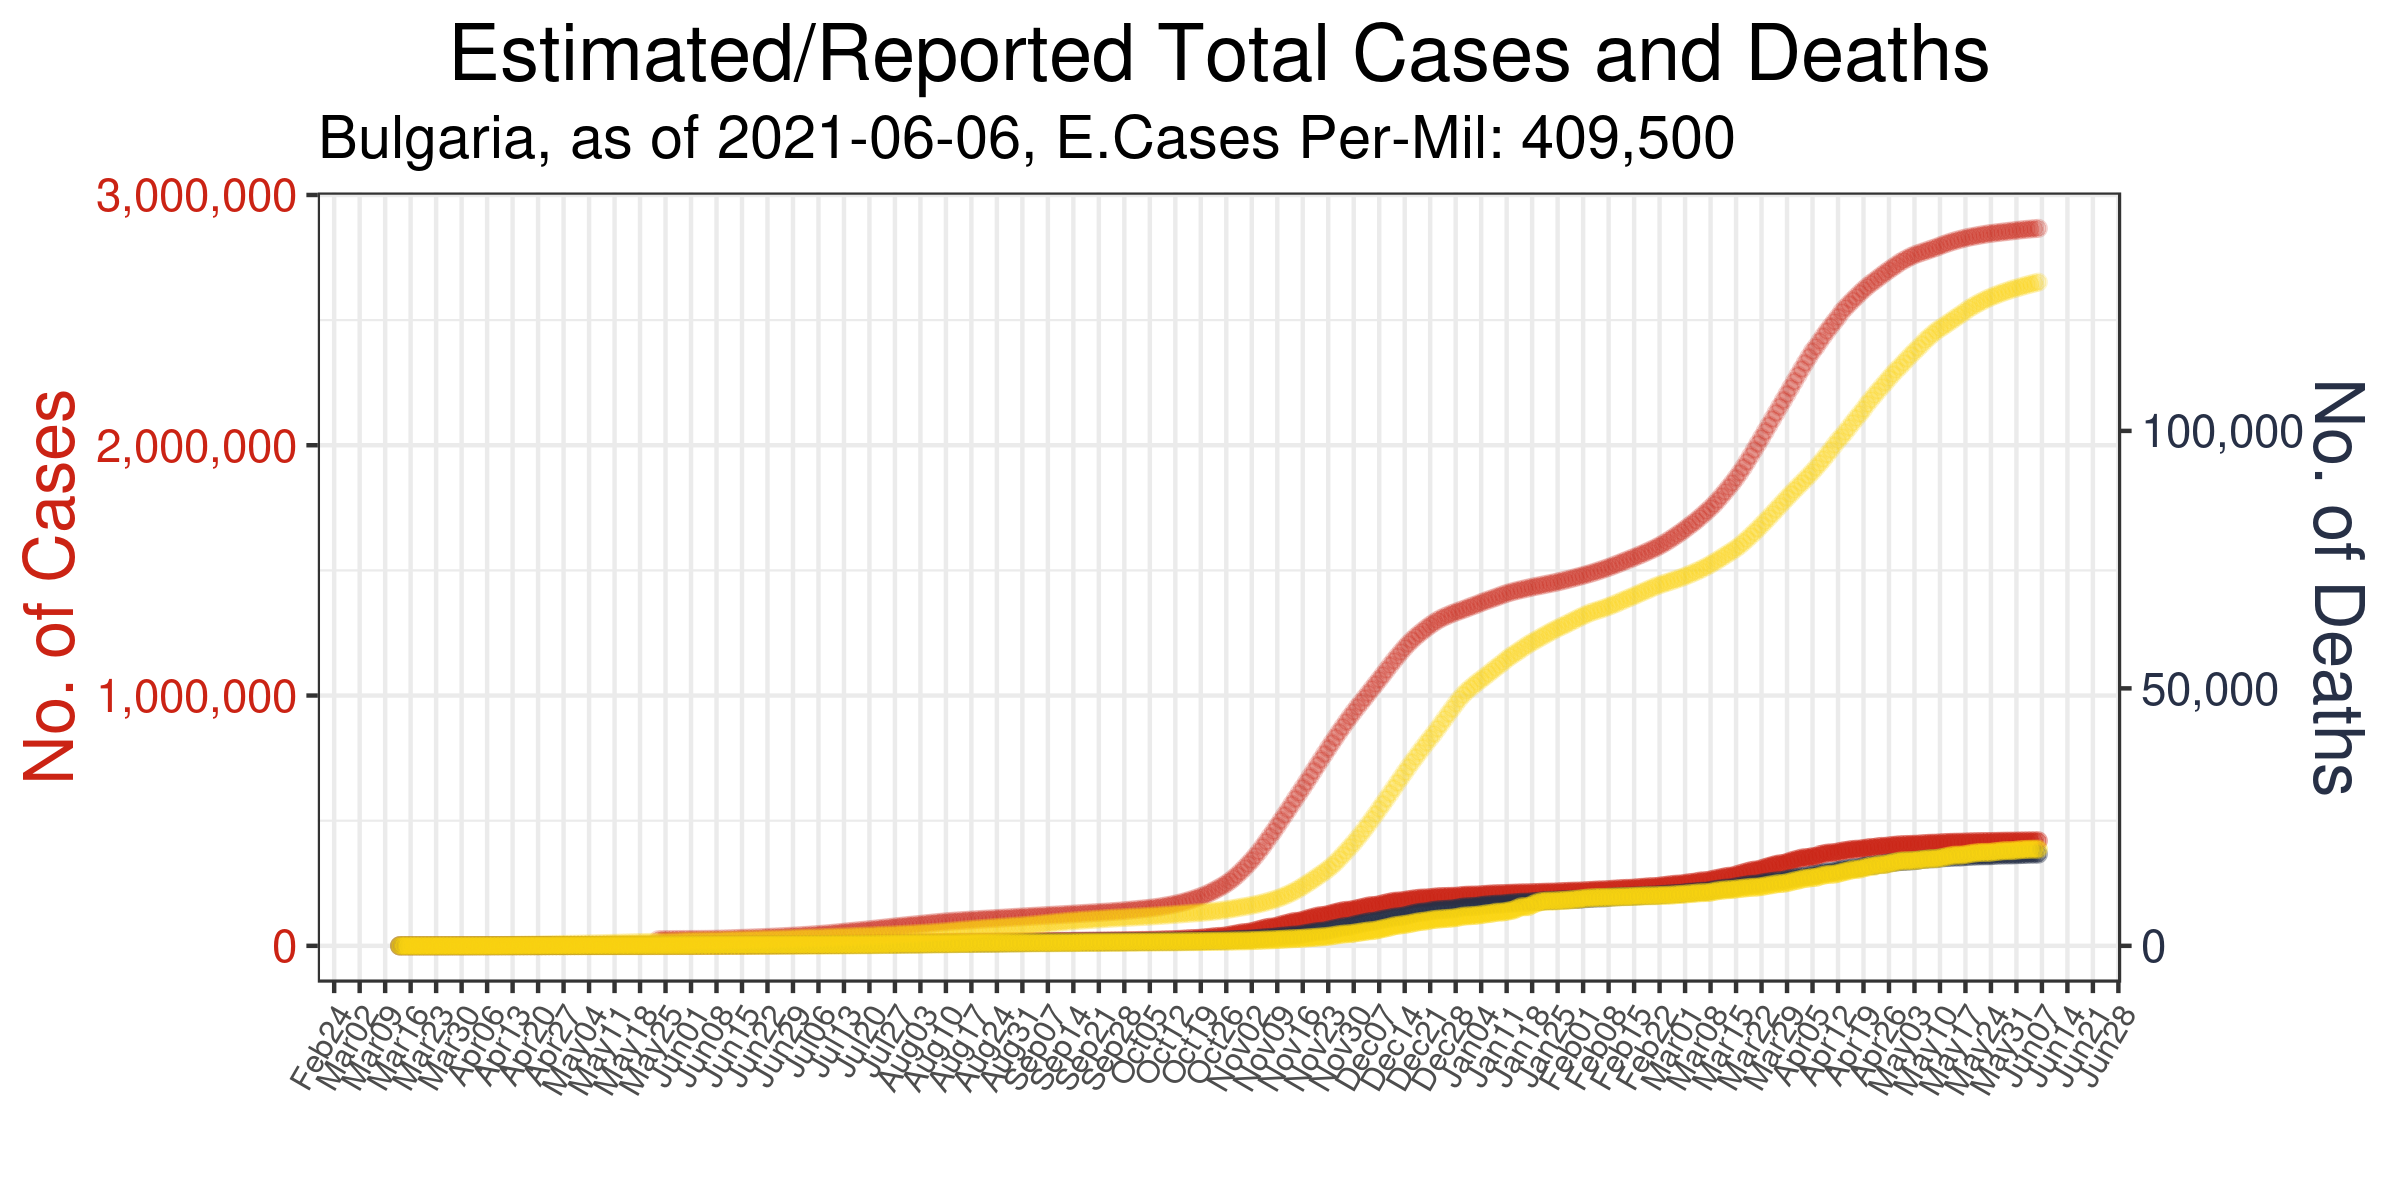 Estimated/Reported Total Cases and Deaths
Bulgaria, as of 2021-06-06, E.Cases Per-Mil: 409,500
No. of Cases
3,000,000
2,000,000
1,000,000
0
100,000
50,000
0
No. of Deaths
Feb24
Mar02
Mar09
Mar16
Mar23
Mar30
Apr06
Apr13
Apr20
Apr27
May04
May11
May18
May25
Jun01
Jun08
Jun15
Jun22
Jun29
Jul06
Jul13
Jul20
Jul27
Aug03
Aug10
Aug17
Aug24
Aug31
Sep07
Sep14
Sep21
Sep28
Oct05
Oct12
Oct19
Oct26
Nov02
Nov09
Nov16
Nov23
Nov30
Dec07
Dec14
Dec21
Dec28
Jan04
Jan11
Jan18
Jan25
Feb01
Feb08
Feb15
Feb22
Mar01
Mar08
Mar15
Mar22
Mar29
Apr05
Apr12
Apr19
Apr26
May03
May10
May17
May24
May31
Jun07
Jun14
Jun21
Jun28